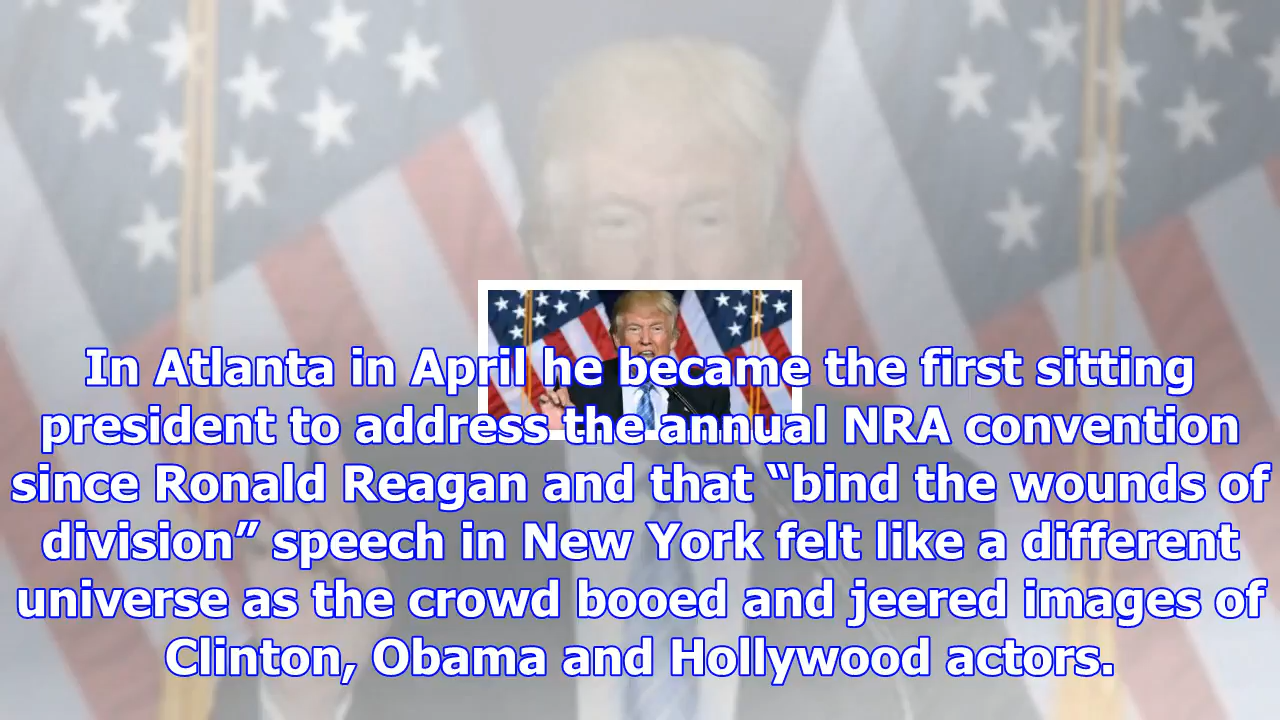 In Atlanta in April he became the first sitting
president to address the annual NRA convention
since Ronald Reagan and that “bind the wounds of
division” speech in New York felt like a different
universe as the crowd booed and jeered images of
Clinton, Obama and Hollywood actors.